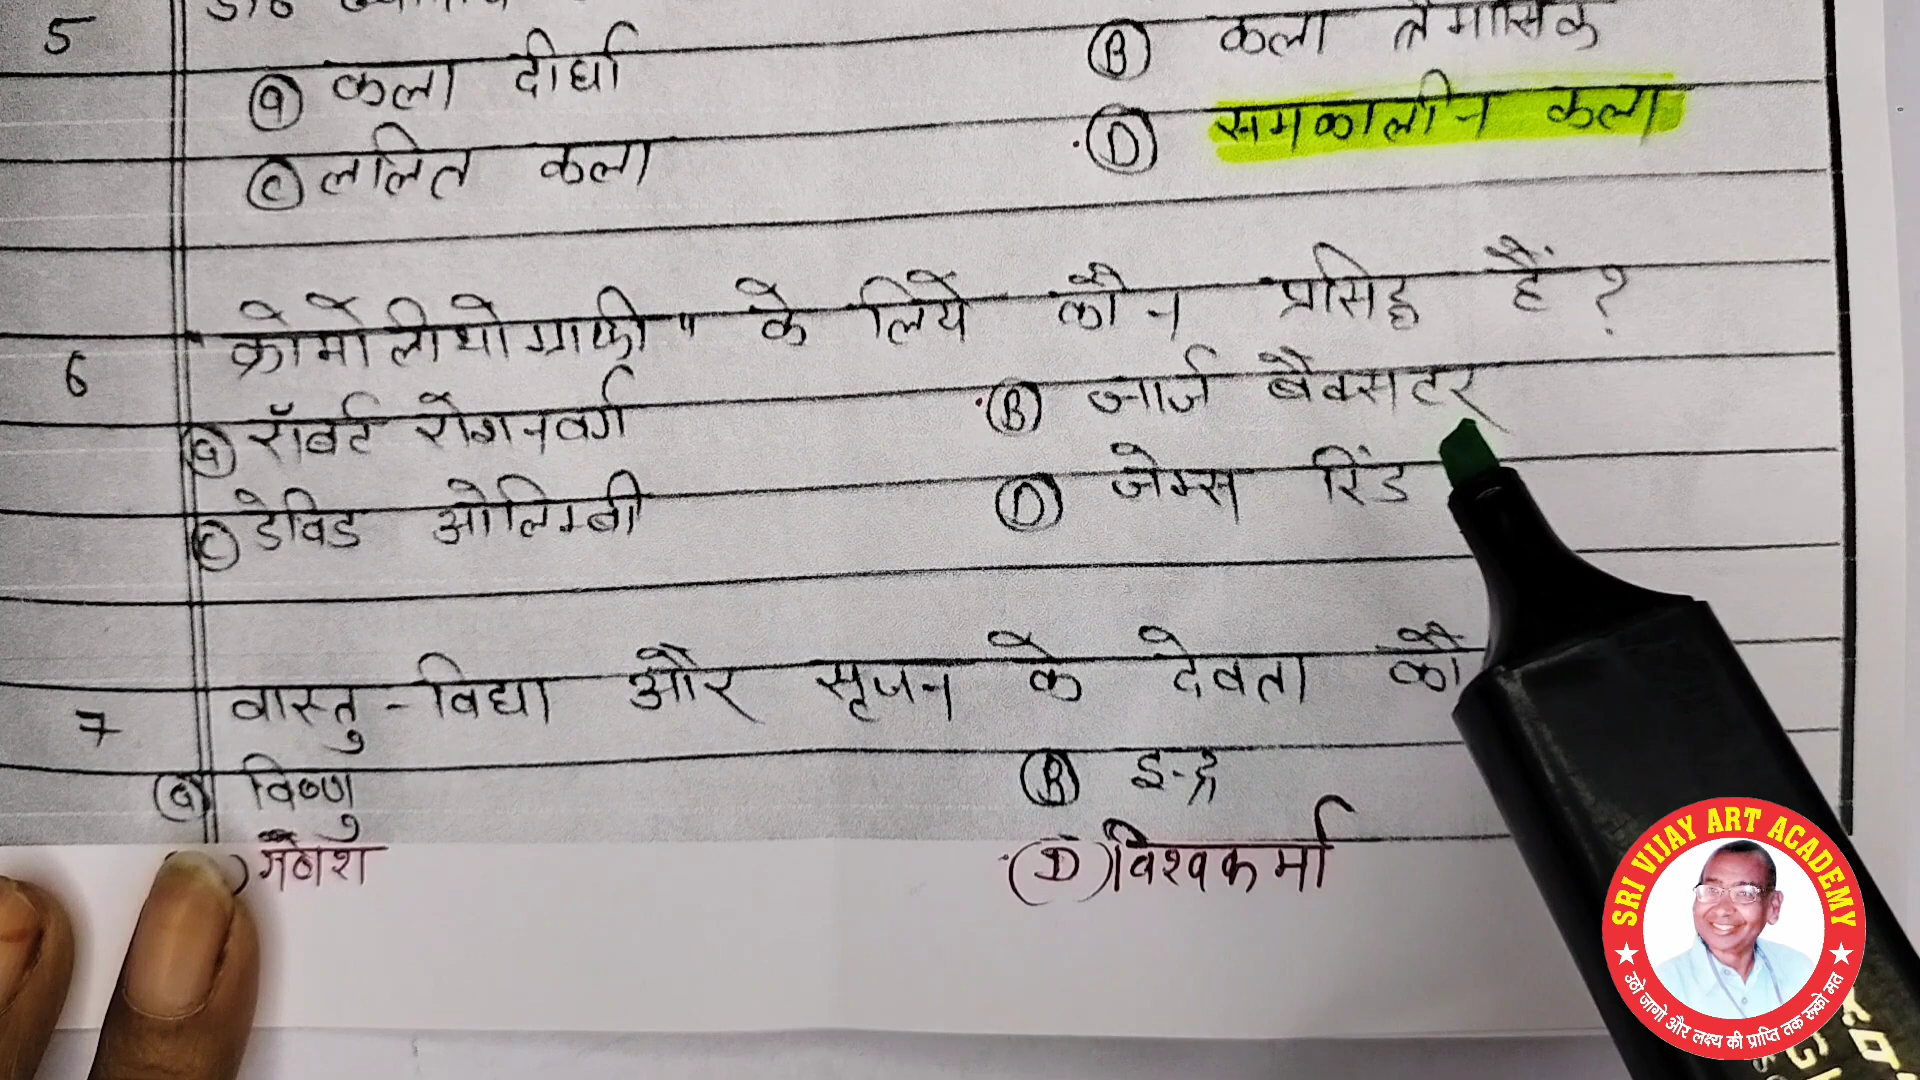 5
(a) कला दीर्घा (B) कला त्रैमासिक
(C) ललित कला (D) समकालीन कला
6 "क्रोमोलीथोग्राफी" के लिये कौन प्रसिद्ध हैं ?
(a) रॉबर्ट रोशनवर्ग (B) जार्ज बैक्सटर
(C) डेविड ओलिम्बी (D) जेम्स रिंड
7 वास्तु-विद्या और सृजन के देवता कौ
(a) विष्णु (B) इन्द्र
) गणेश (D) विश्वकर्मा
SRI VIJAY ART ACADEMY
उठो जागो और लक्ष्य की प्राप्ति तक रूको मत